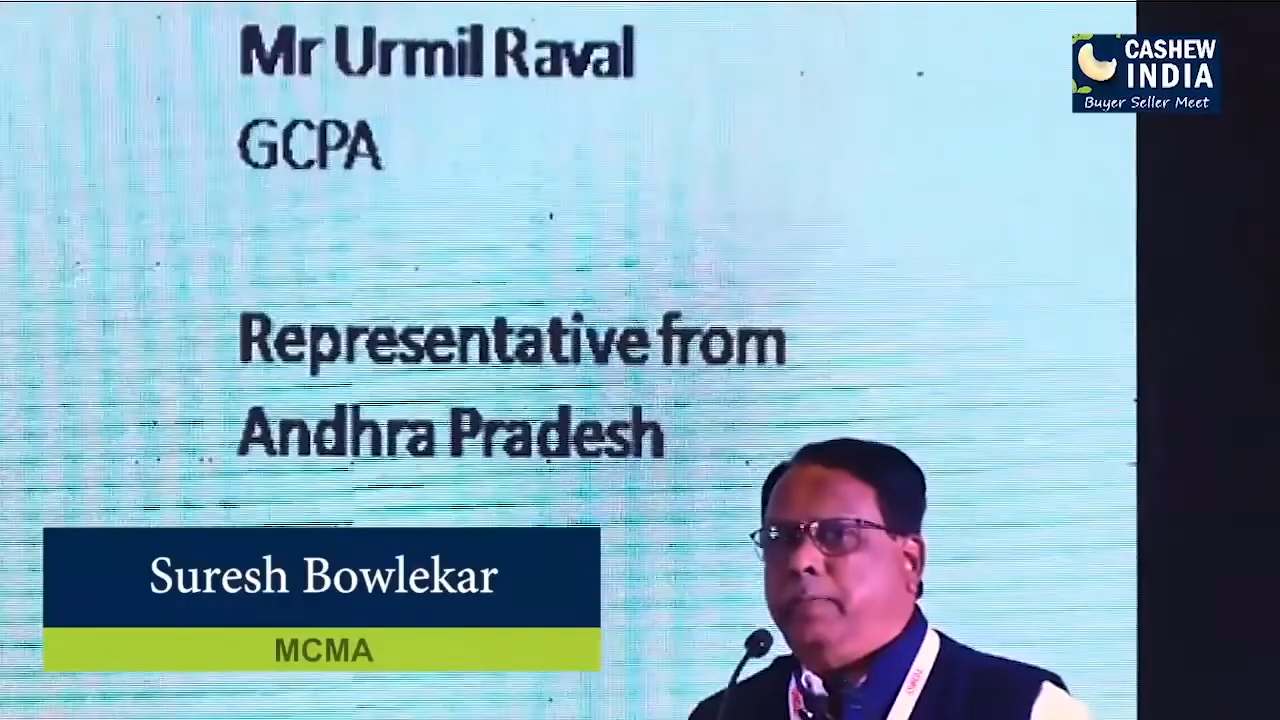 Mr Urmil Raval
GCPA
Representative from
Andhra Pradesh
CASHEW
INDIA
Buyer Seller Meet
Suresh Bowlekar
MCMA